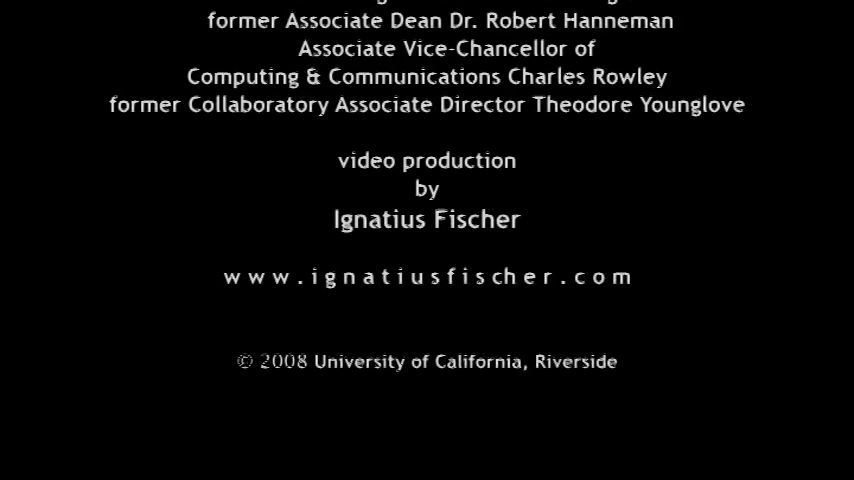 former Associate Dean Dr. Robert Hanneman
Associate Vice-Chancellor of
Computing & Communications Charles Rowley
former Collaboratory Associate Director Theodore Younglove
video production
by
Ignatius Fischer
www.ignatiusfischer.com
© 2008 University of California, Riverside